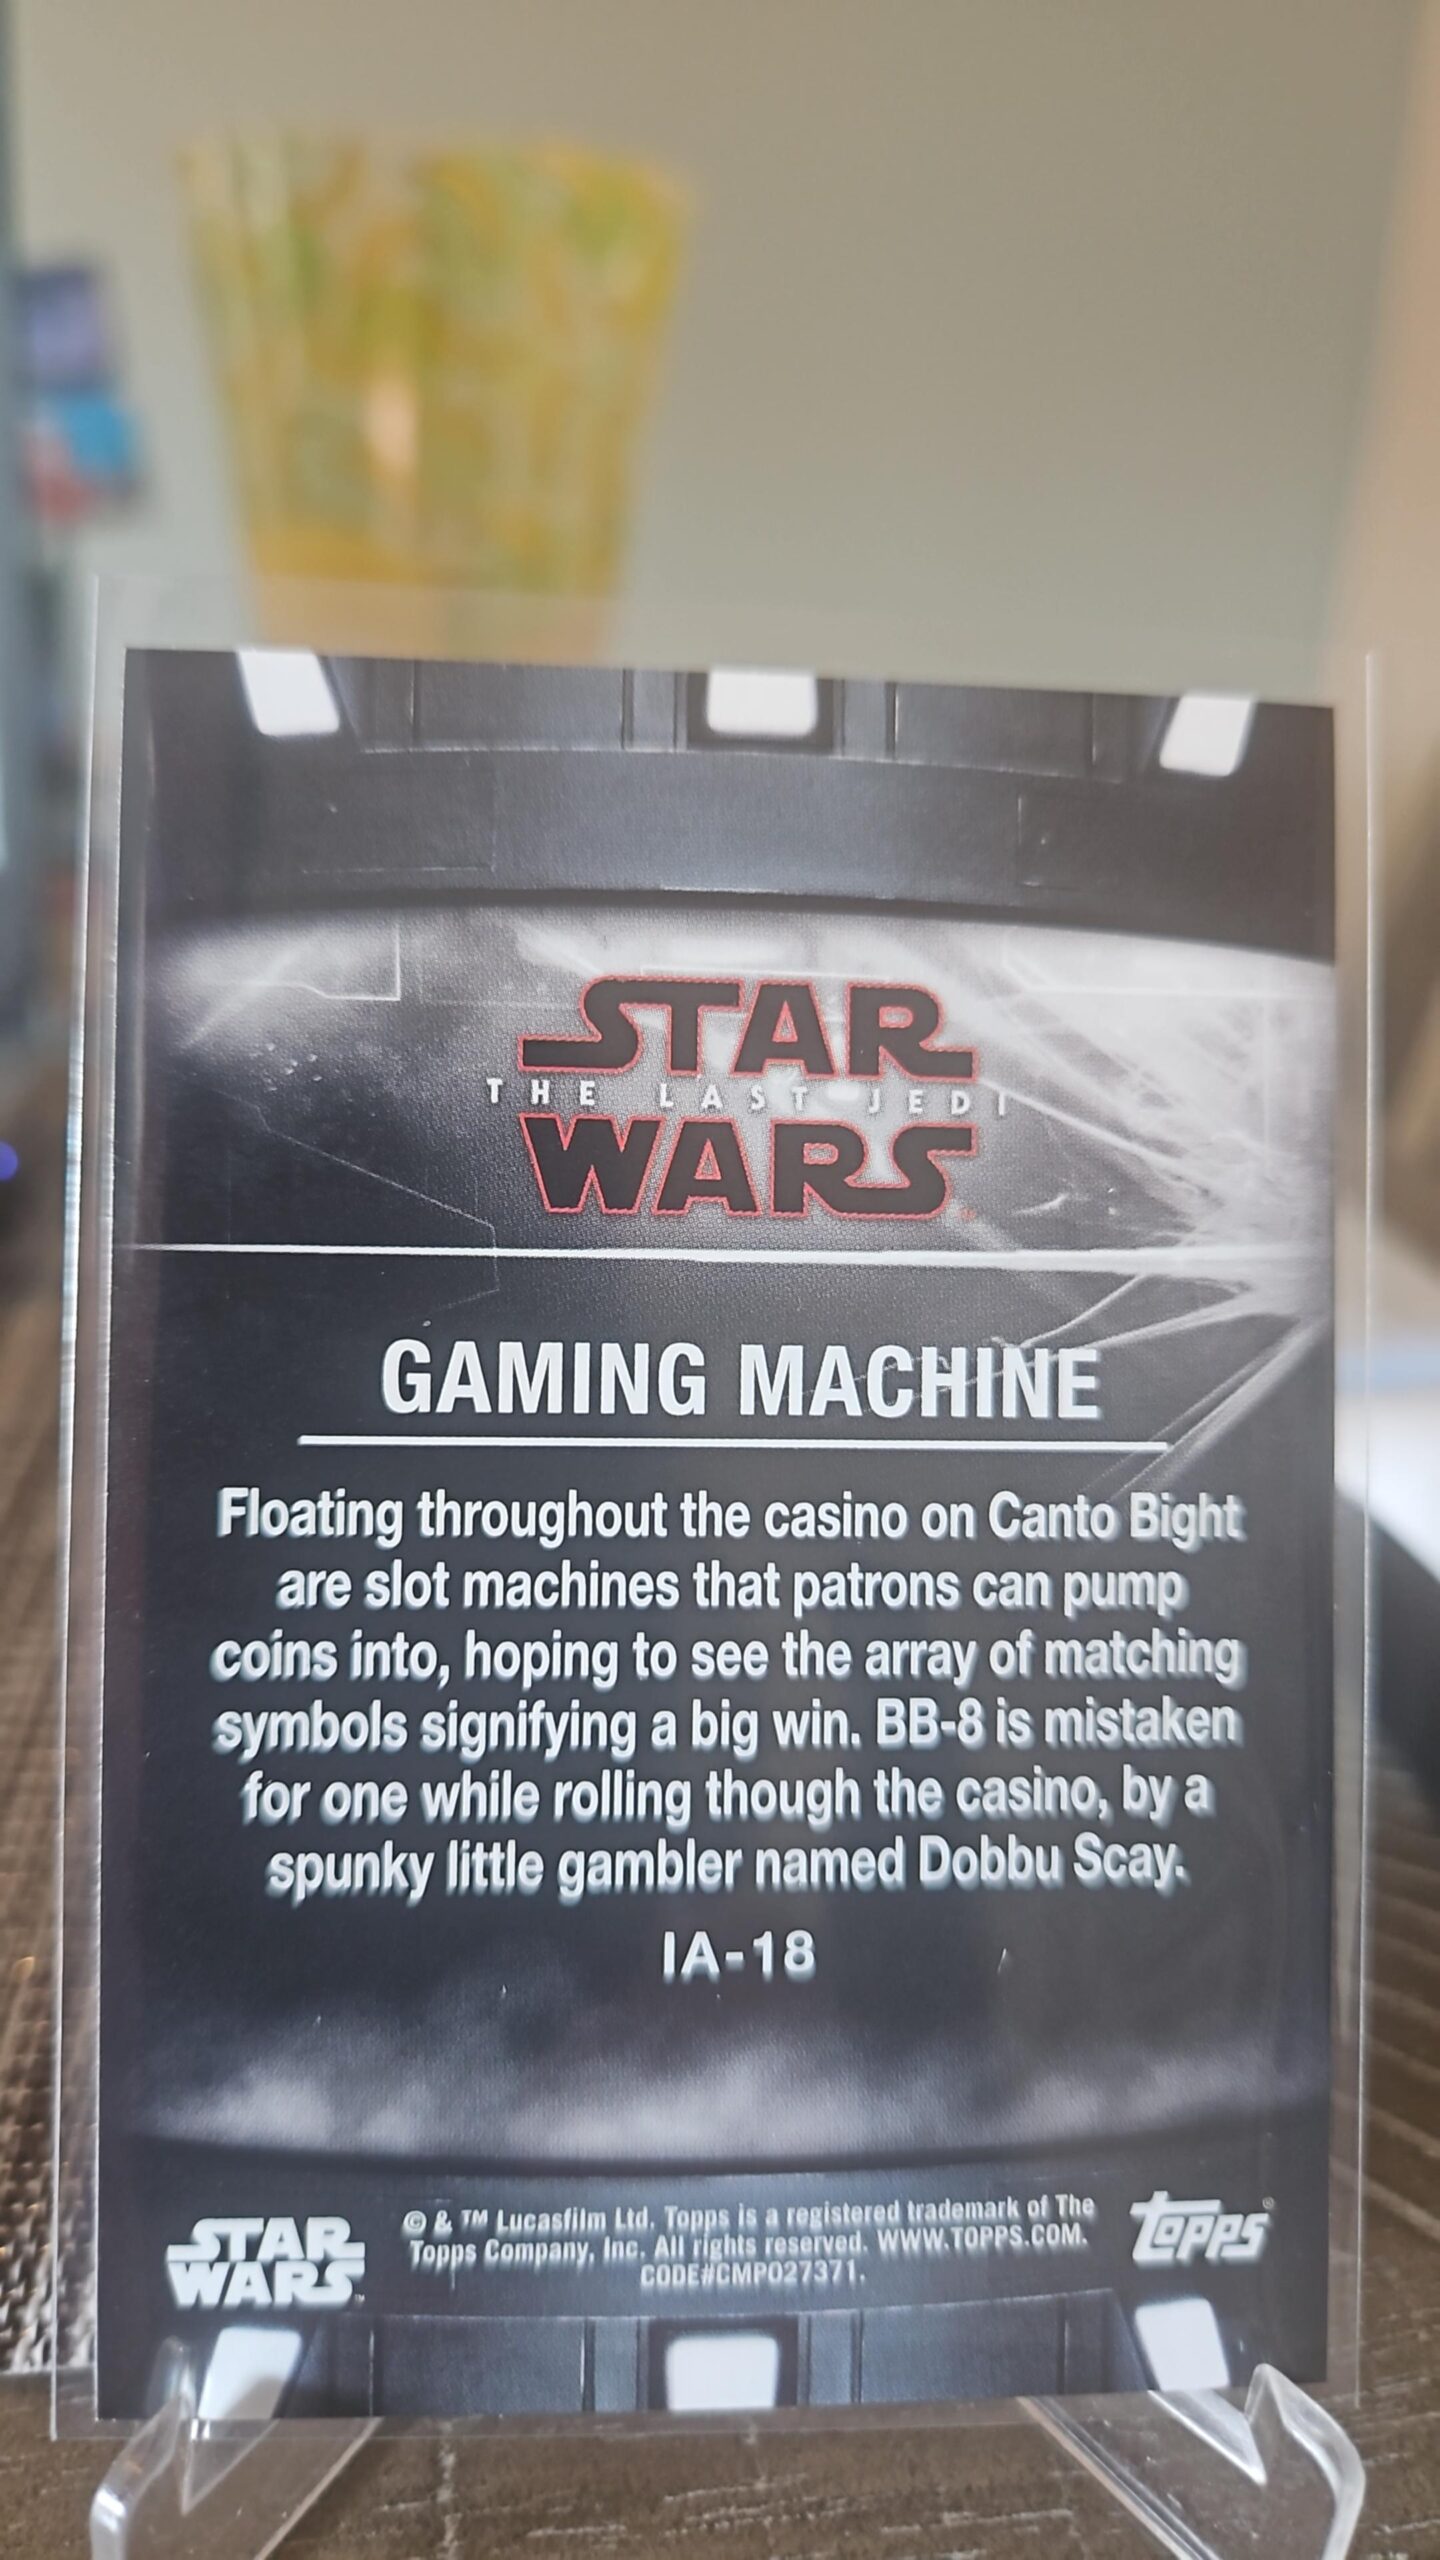 STAR
THE LAST JEDI
WARS
GAMING MACHINE
Floating throughout the casino on Canto Bight
are slot machines that patrons can pump
coins into, hoping to see the array of matching
symbols signifying a big win. BB-8 is mistaken
for one while rolling though the casino, by a
spunky little gambler named Dobbu Scay.
IA-18
STAR
WARS™
© & ™ Lucasfilm Ltd. Topps is a registered trademark of The
Topps Company, Inc. All rights reserved. WWW.TOPPS.COM.
CODE#CMP027371.
Topps®